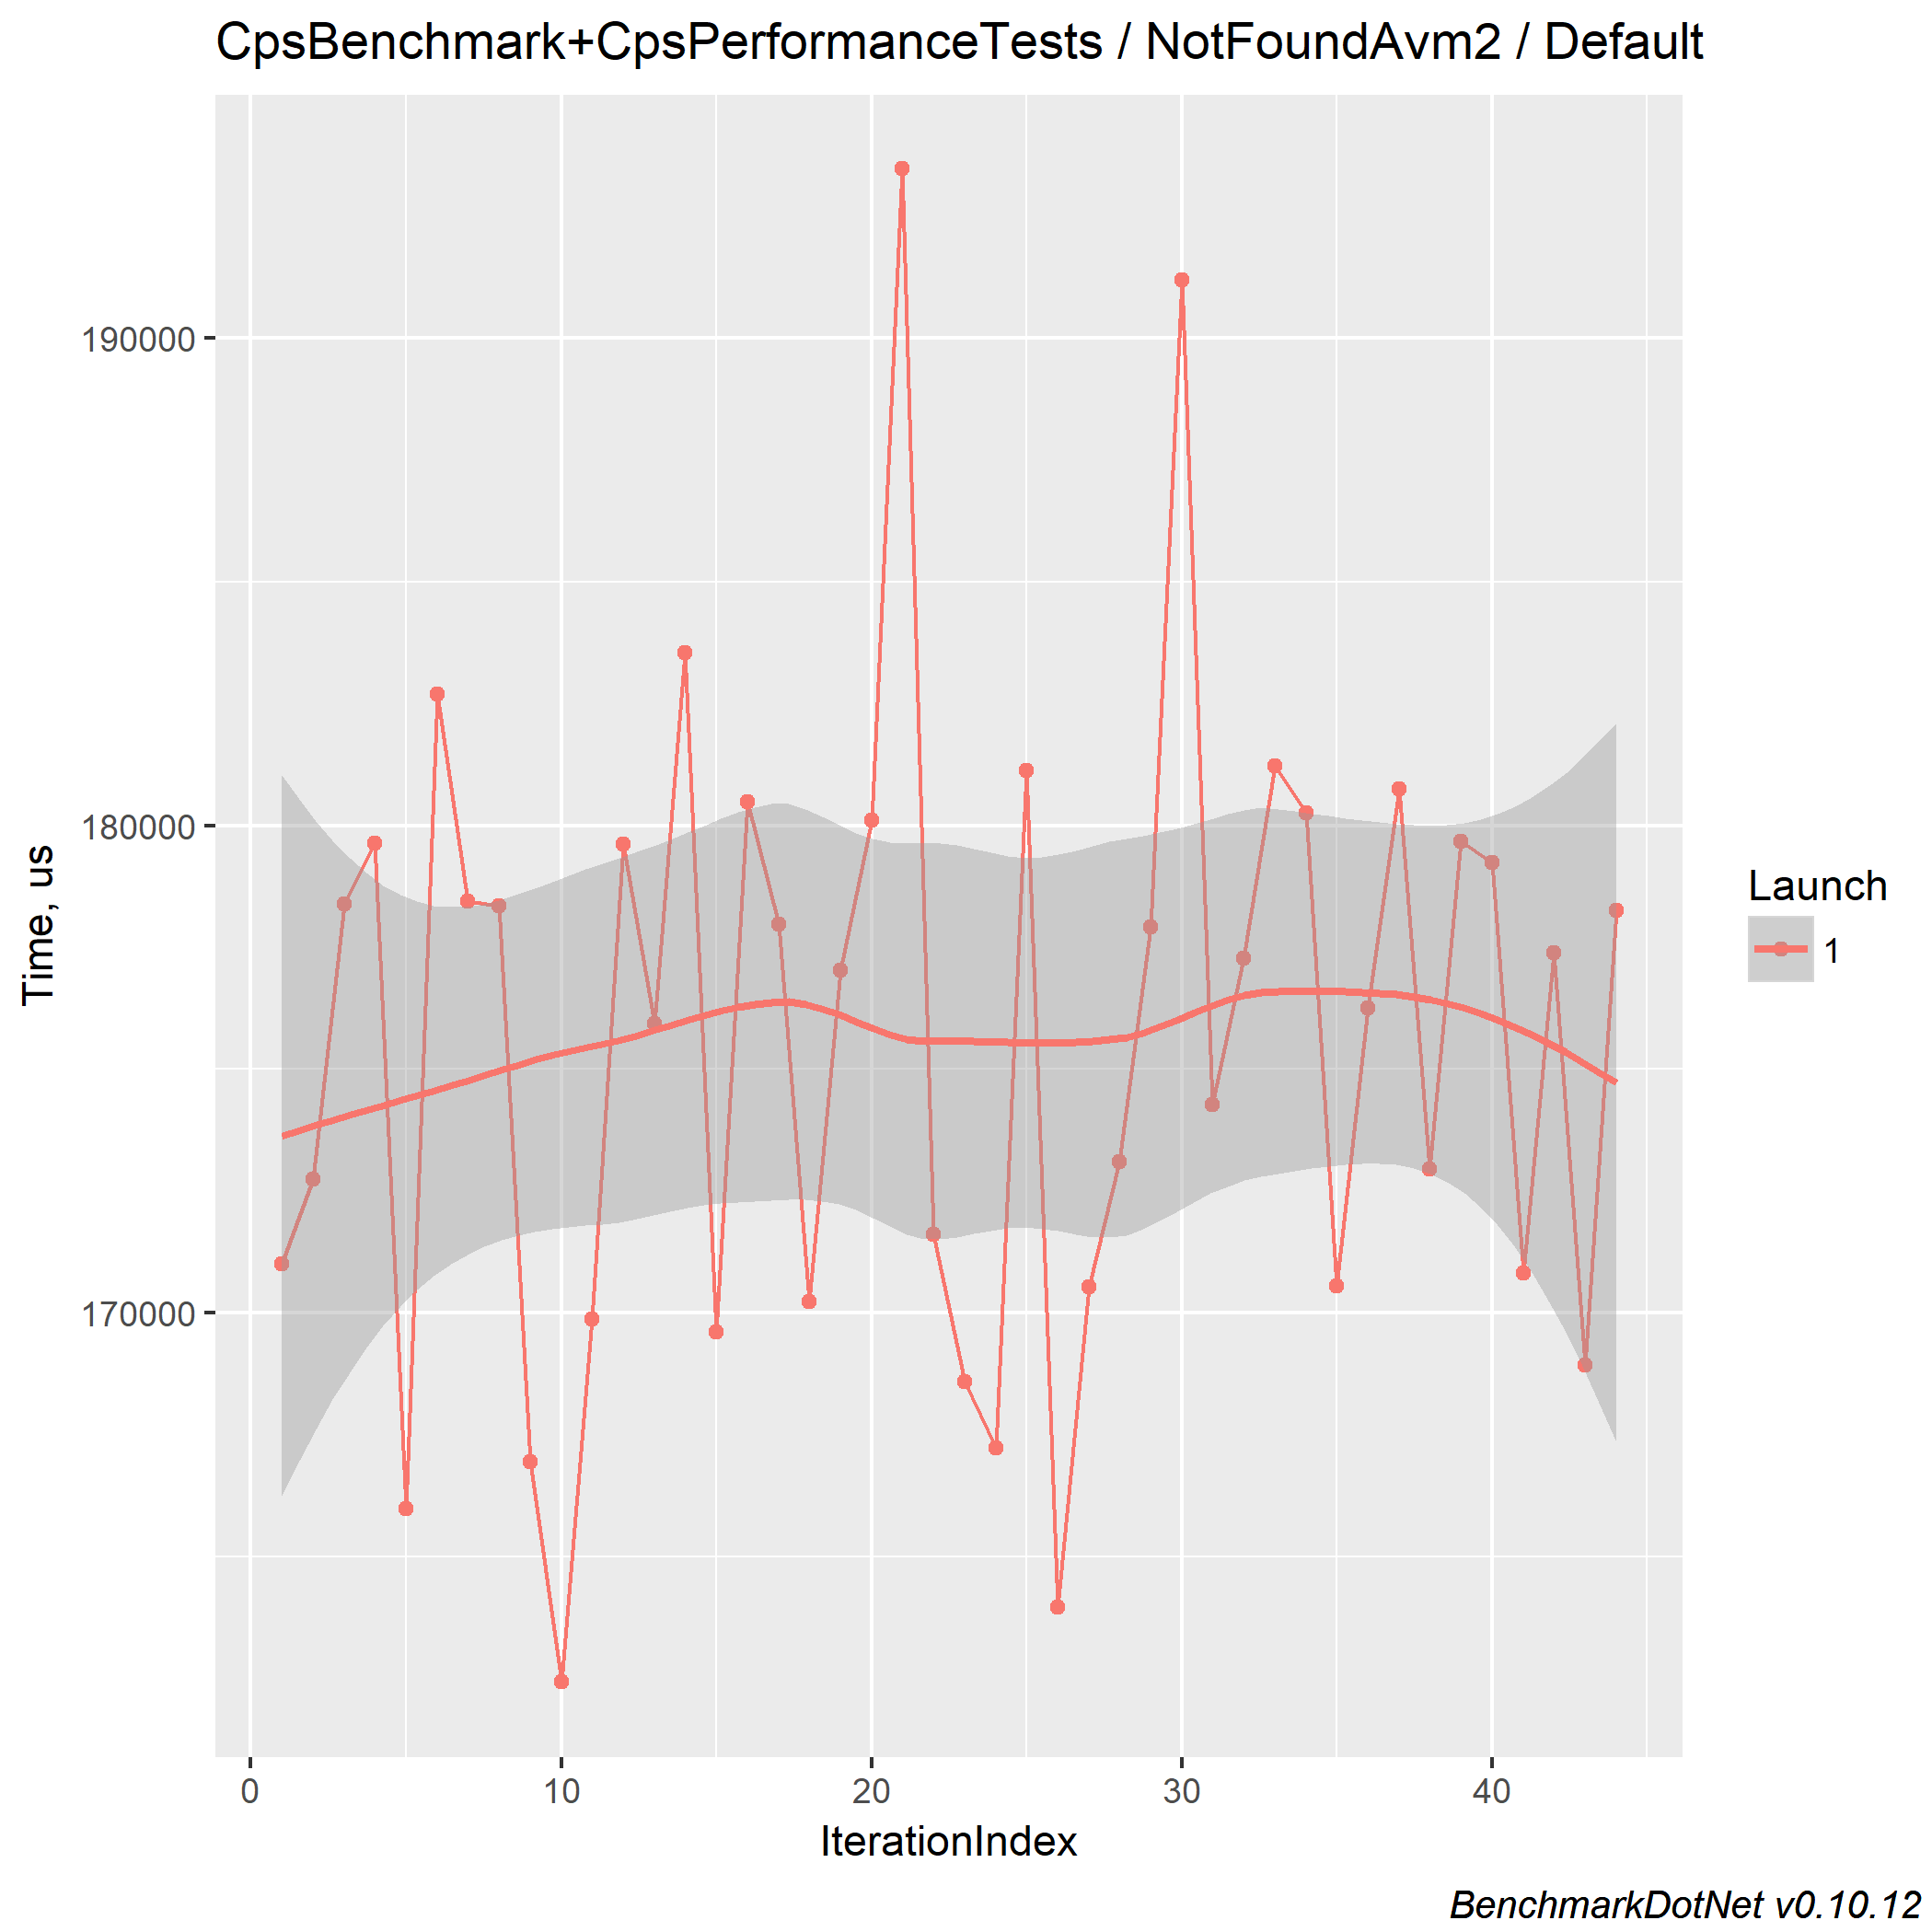 CpsBenchmark+CpsPerformanceTests / NotFoundAvm2 / Default
190000
180000
170000
Time, us
0 10 20 30 40
IterationIndex
Launch
1
BenchmarkDotNet v0.10.12